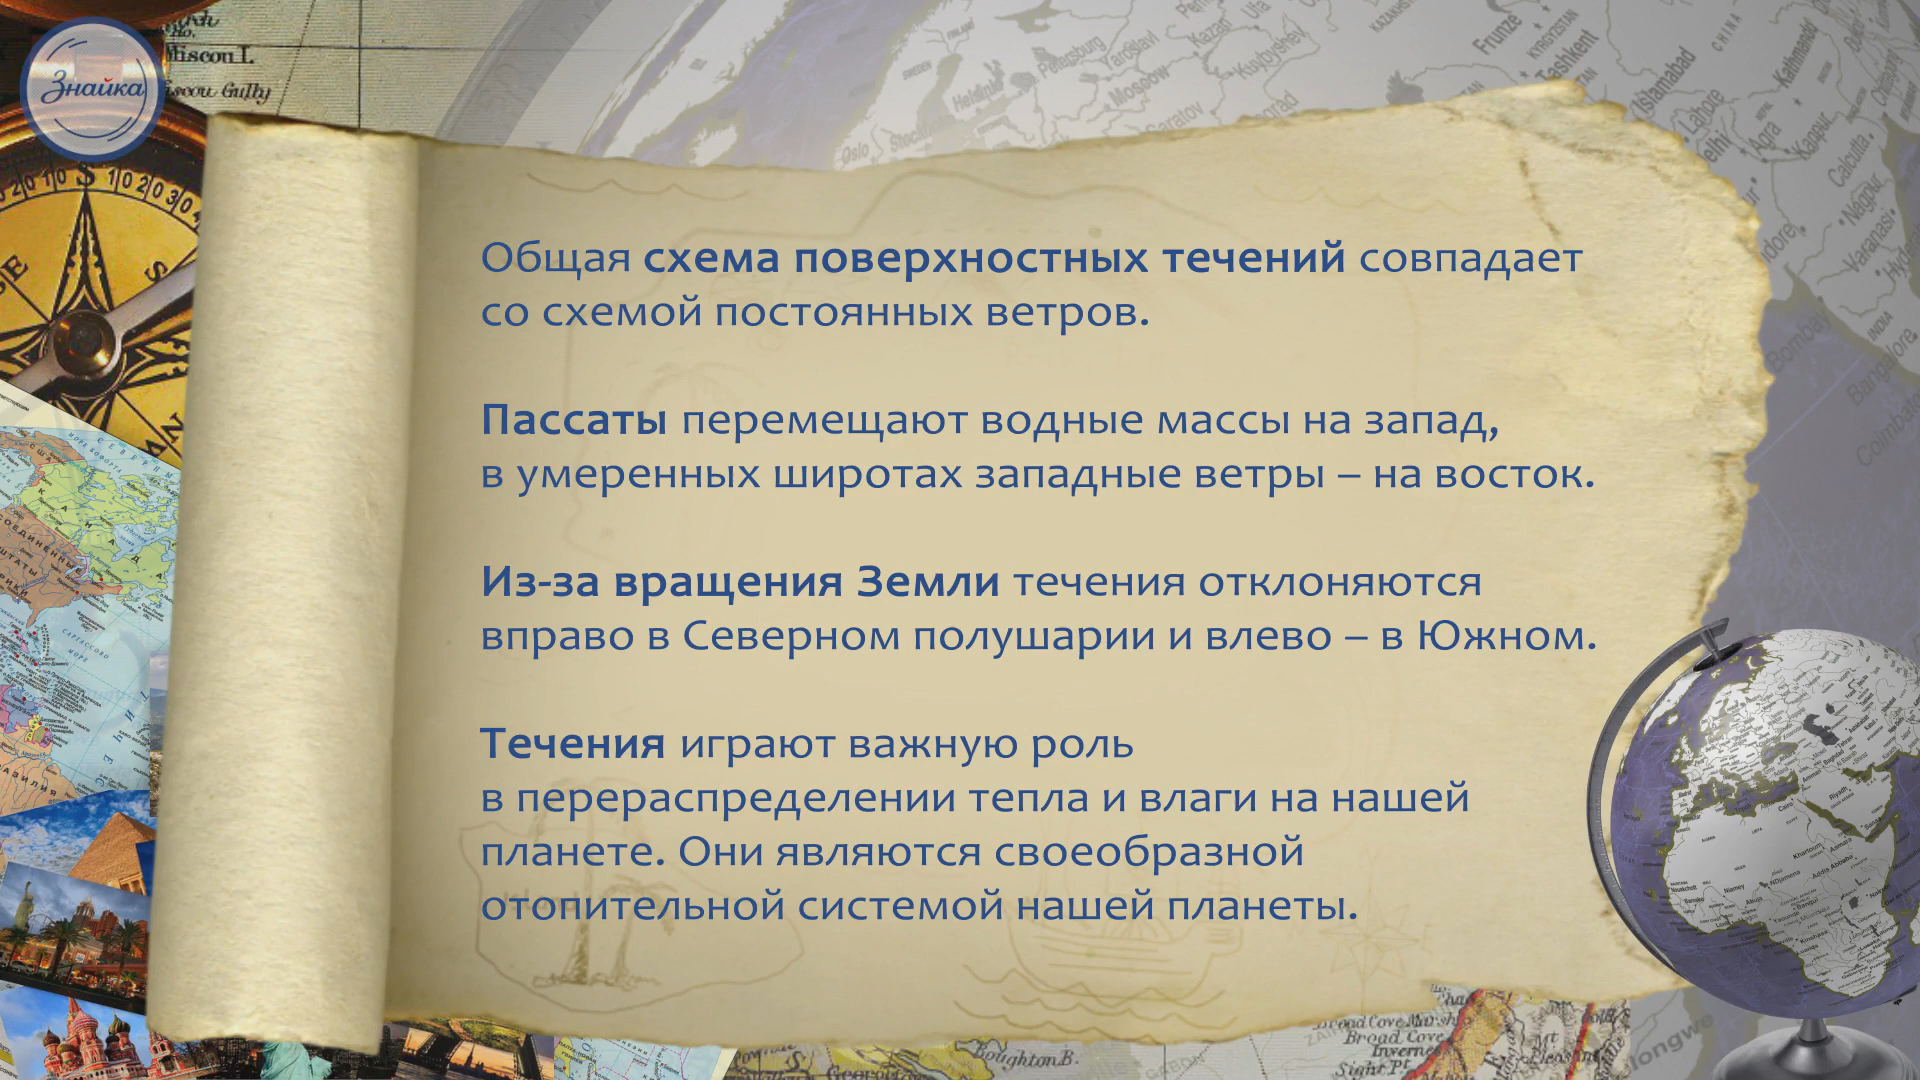 Знайка
Общая схема поверхностных течений совпадает
со схемой постоянных ветров.
Пассаты перемещают водные массы на запад,
в умеренных широтах западные ветры – на восток.
Из-за вращения Земли течения отклоняются
вправо в Северном полушарии и влево – в Южном.
Течения играют важную роль
в перераспределении тепла и влаги на нашей
планете. Они являются своеобразной
отопительной системой нашей планеты.